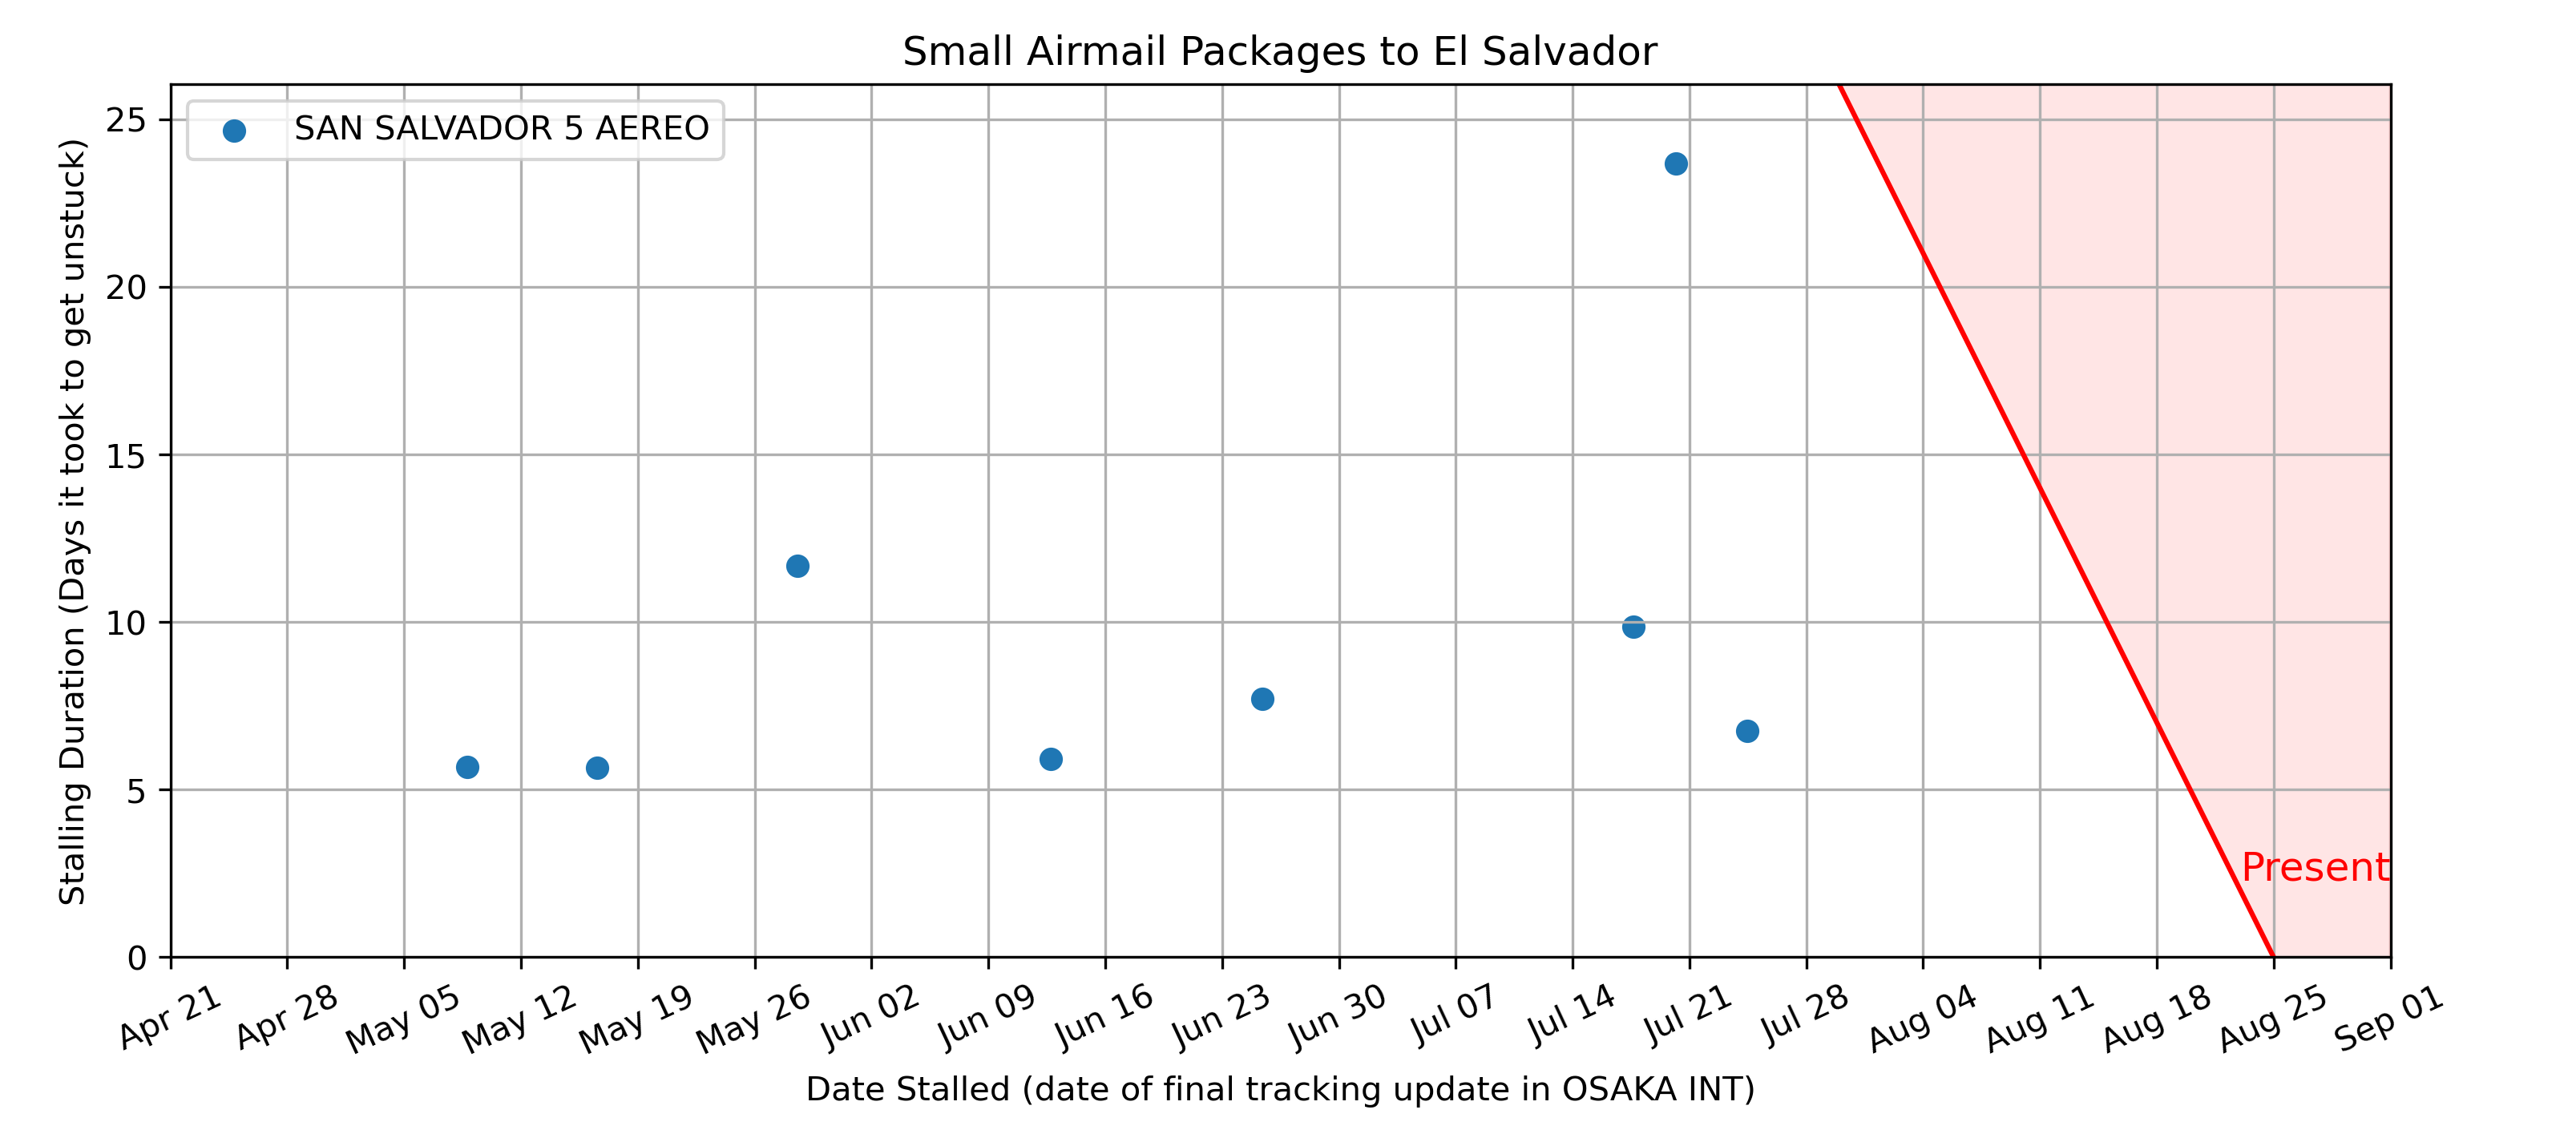 Small Airmail Packages to El Salvador
SAN SALVADOR 5 AEREO
Stalling Duration (Days it took to get unstuck)
25
20
15
10
5
0
Present
Apr 21
Apr 28
May 05
May 12
May 19
May 26
Jun 02
Jun 09
Jun 16
Jun 23
Jun 30
Jul 07
Jul 14
Jul 21
Jul 28
Aug 04
Aug 11
Aug 18
Aug 25
Sep 01
Date Stalled (date of final tracking update in OSAKA INT)